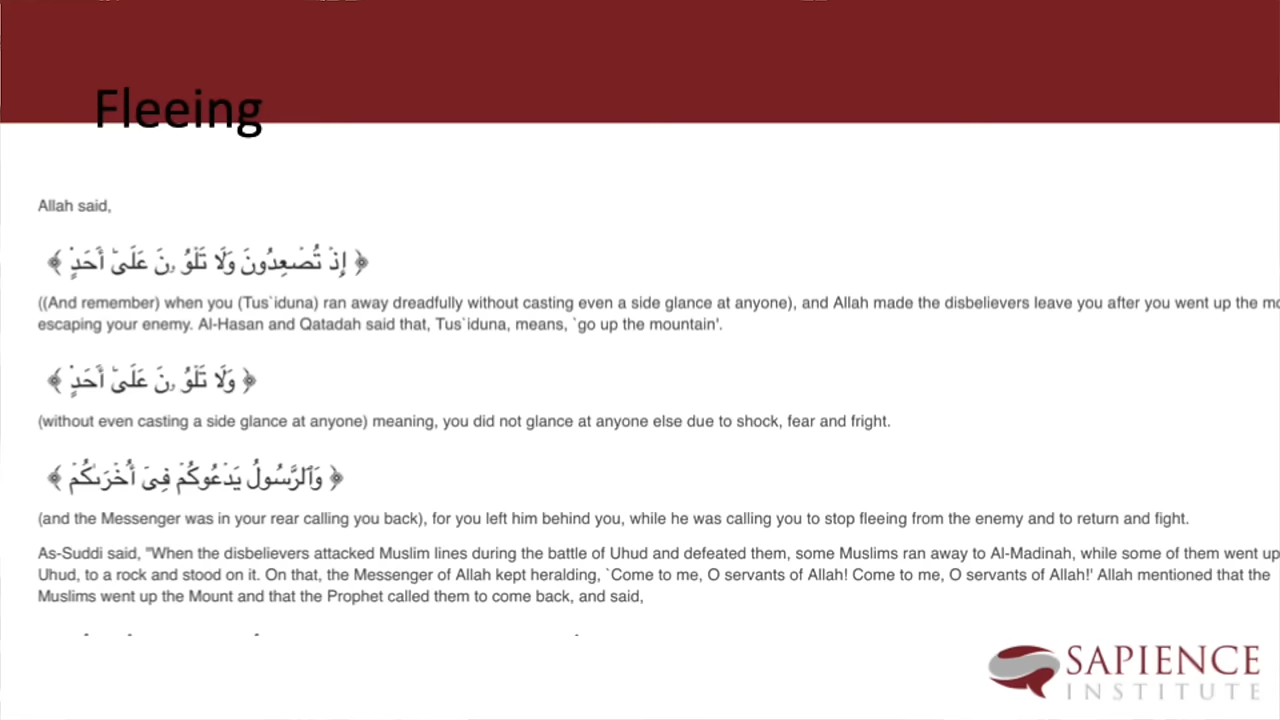 Fleeing
Allah said,
﴿ إِذْ تُصْعِدُونَ وَلَا تَلْوُۥنَ عَلَىٰٓ أَحَدٍ ﴾
((And remember) when you (Tus`iduna) ran away dreadfully without casting even a side glance at anyone), and Allah made the disbelievers leave you after you went up the
escaping your enemy. Al-Hasan and Qatadah said that, Tus`iduna, means, `go up the mountain'.
﴿ وَلَا تَلْوُۥنَ عَلَىٰٓ أَحَدٍ ﴾
(without even casting a side glance at anyone) meaning, you did not glance at anyone else due to shock, fear and fright.
﴿ وَٱلرَّسُولُ يَدْعُوكُمْ فِىٓ أُخْرَىٰكُمْ ﴾
(and the Messenger was in your rear calling you back), for you left him behind you, while he was calling you to stop fleeing from the enemy and to return and fight.
As-Suddi said, "When the disbelievers attacked Muslim lines during the battle of Uhud and defeated them, some Muslims ran away to Al-Madinah, while some of them went up
Uhud, to a rock and stood on it. On that, the Messenger of Allah kept heralding, `Come to me, O servants of Allah! Come to me, O servants of Allah!' Allah mentioned that the
Muslims went up the Mount and that the Prophet called them to come back, and said,
SAPIENCE
INSTITUTE